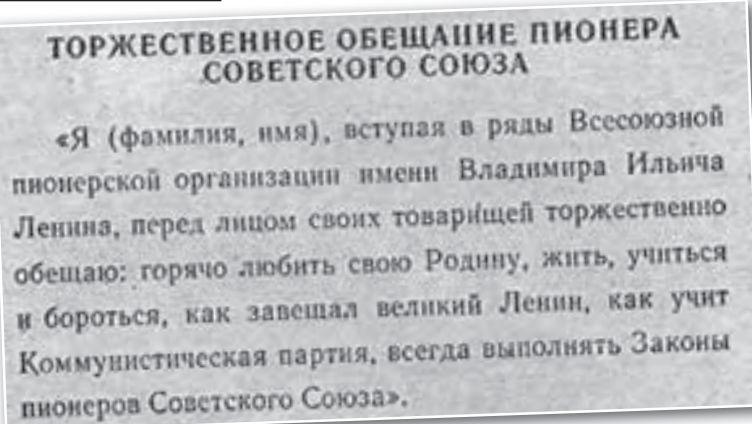 ТОРЖЕСТВЕННОЕ ОБЕЩАНИЕ ПИОНЕРА
СОВЕТСКОГО СОЮЗА
«Я (фамилия, имя), вступая в ряды Всесоюзной
пионерской организации имени Владимира Ильича
Ленина, перед лицом своих товарищей торжественно
обещаю: горячо любить свою Родину, жить, учиться
и бороться, как завещал великий Ленин, как учит
Коммунистическая партия, всегда выполнять Законы
пионеров Советского Союза».